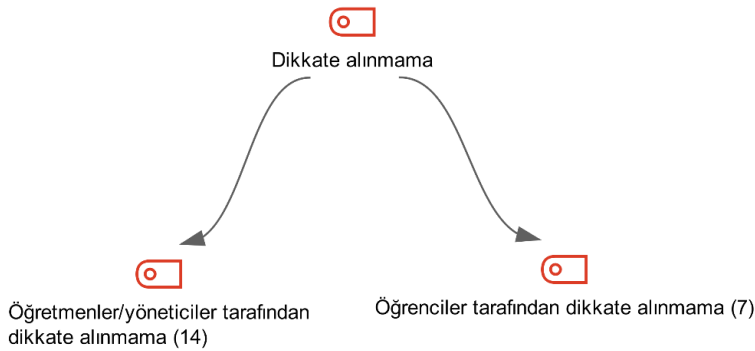 Dikkate alınmama
Öğretmenler/yöneticiler tarafından
dikkate alınmama (14)
Öğrenciler tarafından dikkate alınmama (7)